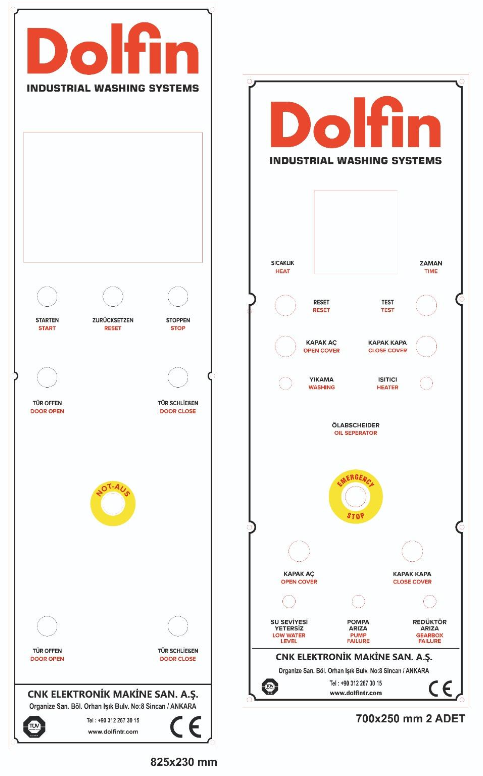 Dolfin
INDUSTRIAL WASHING SYSTEMS
STARTEN
START
ZURÜCKSETZEN
RESET
STOPPEN
STOP
TÜR OFFEN
DOOR OPEN
TÜR SCHLIEßEN
DOOR CLOSE
NOT-AUS
TÜR OFFEN
DOOR OPEN
TÜR SCHLIEßEN
DOOR CLOSE
CNK ELEKTRONİK MAKİNE SAN. A.Ş.
Organize San. Böl. Orhan Işık Bulv. No:8 Sincan / ANKARA
TÜV
Tel : +90 312 267 30 15
www.dolfintr.com
CE
825x230 mm
Dolfin
INDUSTRIAL WASHING SYSTEMS
SICAKLIK
HEAT
ZAMAN
TIME
RESET
RESET
TEST
TEST
KAPAK AÇ
OPEN COVER
KAPAK KAPA
CLOSE COVER
YIKAMA
WASHING
ISITICI
HEATER
ÖLABSCHEIDER
OIL SEPERATOR
EMERGENCY
STOP
KAPAK AÇ
OPEN COVER
KAPAK KAPA
CLOSE COVER
SU SEVİYESİ
YETERSİZ
LOW WATER
LEVEL
POMPA
ARIZA
PUMP
FAILURE
REDÜKTÖR
ARIZA
GEARBOX
FAILURE
CNK ELEKTRONİK MAKİNE SAN. A.Ş.
Organize San. Böl. Orhan Işık Bulv. No:8 Sincan / ANKARA
Tel : +90 312 267 30 15
www.dolfintr.com
CE
700x250 mm 2 ADET